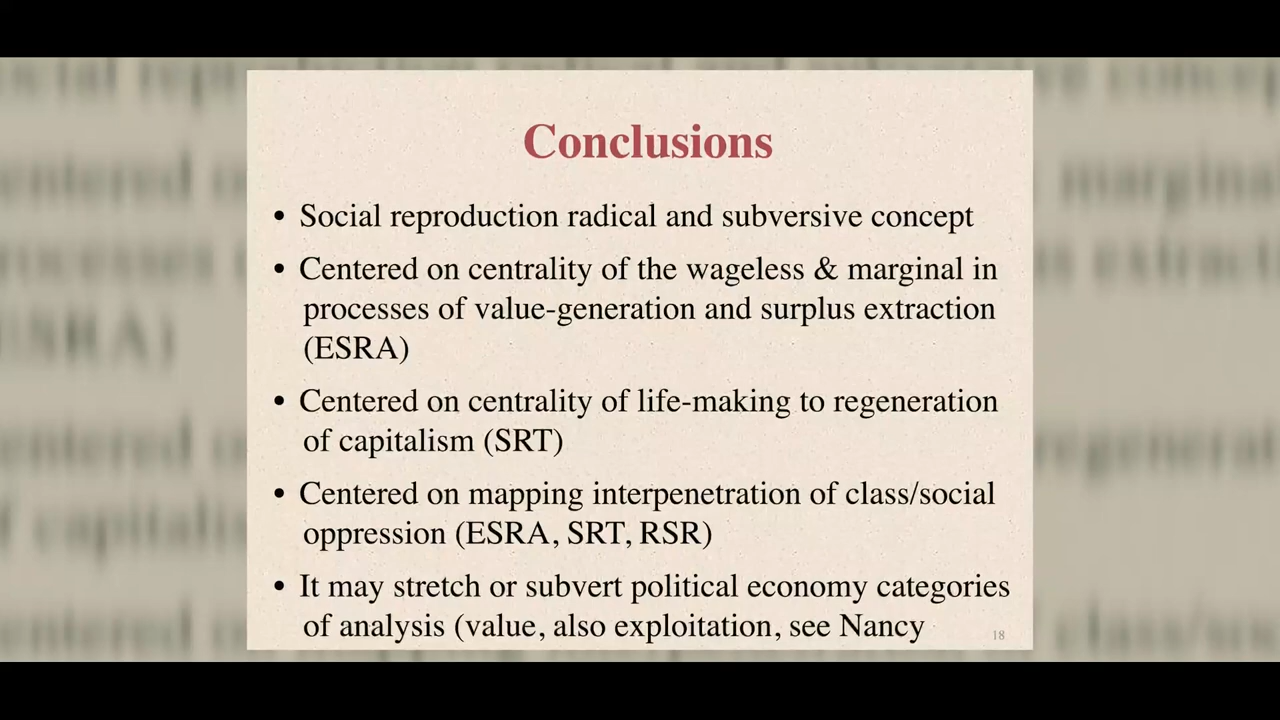 Conclusions
• Social reproduction radical and subversive concept
• Centered on centrality of the wageless & marginal in
processes of value-generation and surplus extraction
(ESRA)
• Centered on centrality of life-making to regeneration
of capitalism (SRT)
• Centered on mapping interpenetration of class/social
oppression (ESRA, SRT, RSR)
• It may stretch or subvert political economy categories
of analysis (value, also exploitation, see Nancy
18